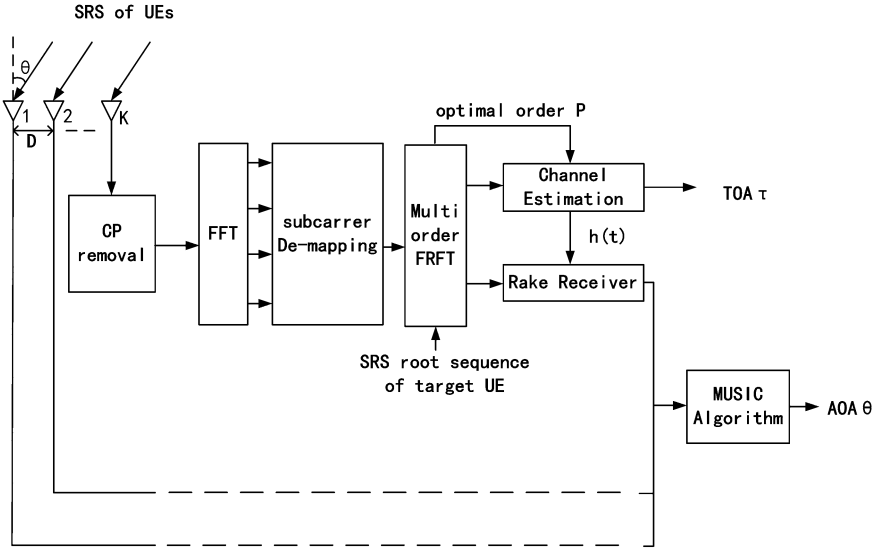 SRS of UEs
θ
1
2
K
D
CP
removal
FFT
subcarrer
De-mapping
optimal order P
Multi
order
FRFT
Channel
Estimation
TOA τ
h(t)
Rake Receiver
SRS root sequence
of target UE
MUSIC
Algorithm
AOA θ